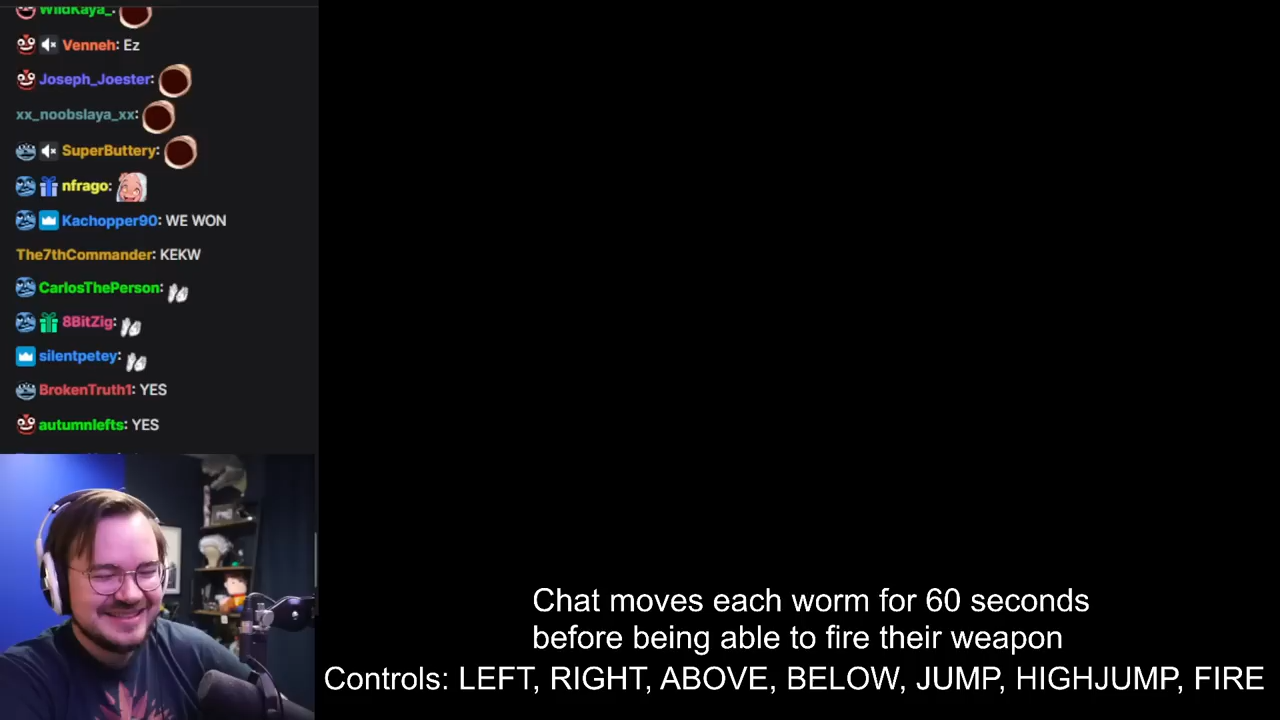 WildKaya_:
Venneh: Ez
Joseph_Joester:
xx_noobslaya_xx:
SuperButtery:
nfrago:
Kachopper90: WE WON
The7thCommander: KEKW
CarlosThePerson:
8BitZig:
silentpetey:
BrokenTruth1: YES
autumnlefts: YES
Chat moves each worm for 60 seconds
before being able to fire their weapon
Controls: LEFT, RIGHT, ABOVE, BELOW, JUMP, HIGHJUMP, FIRE